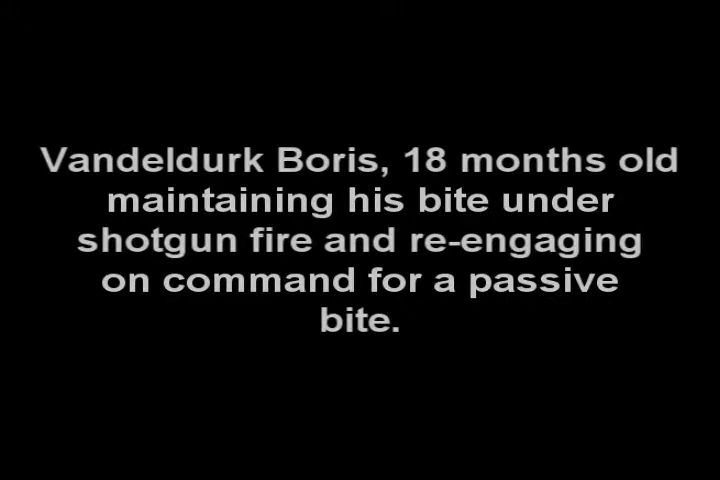 Vandeldurk Boris, 18 months old
maintaining his bite under
shotgun fire and re-engaging
on command for a passive
bite.